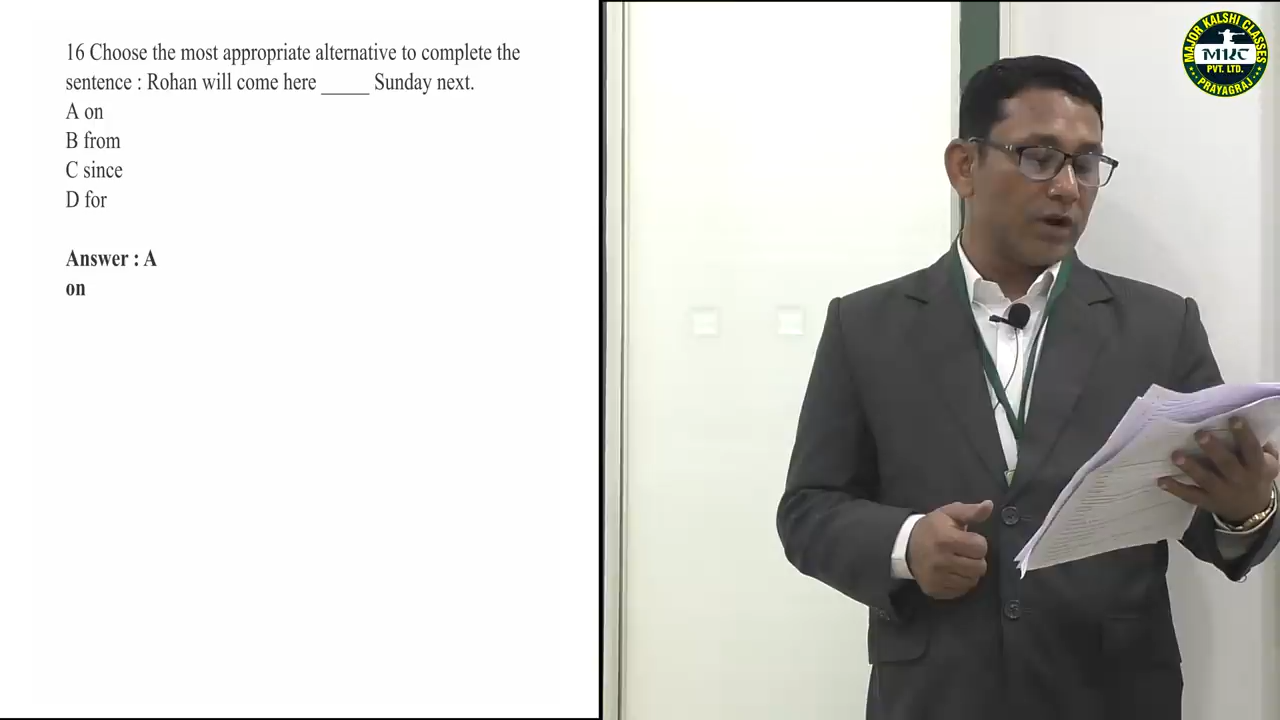 16 Choose the most appropriate alternative to complete the
sentence : Rohan will come here _____ Sunday next.
A on
B from
C since
D for
Answer : A
on
MAJOR KALSHI CLASSES
MKC
PVT. LTD.
PRAYAGRAJ